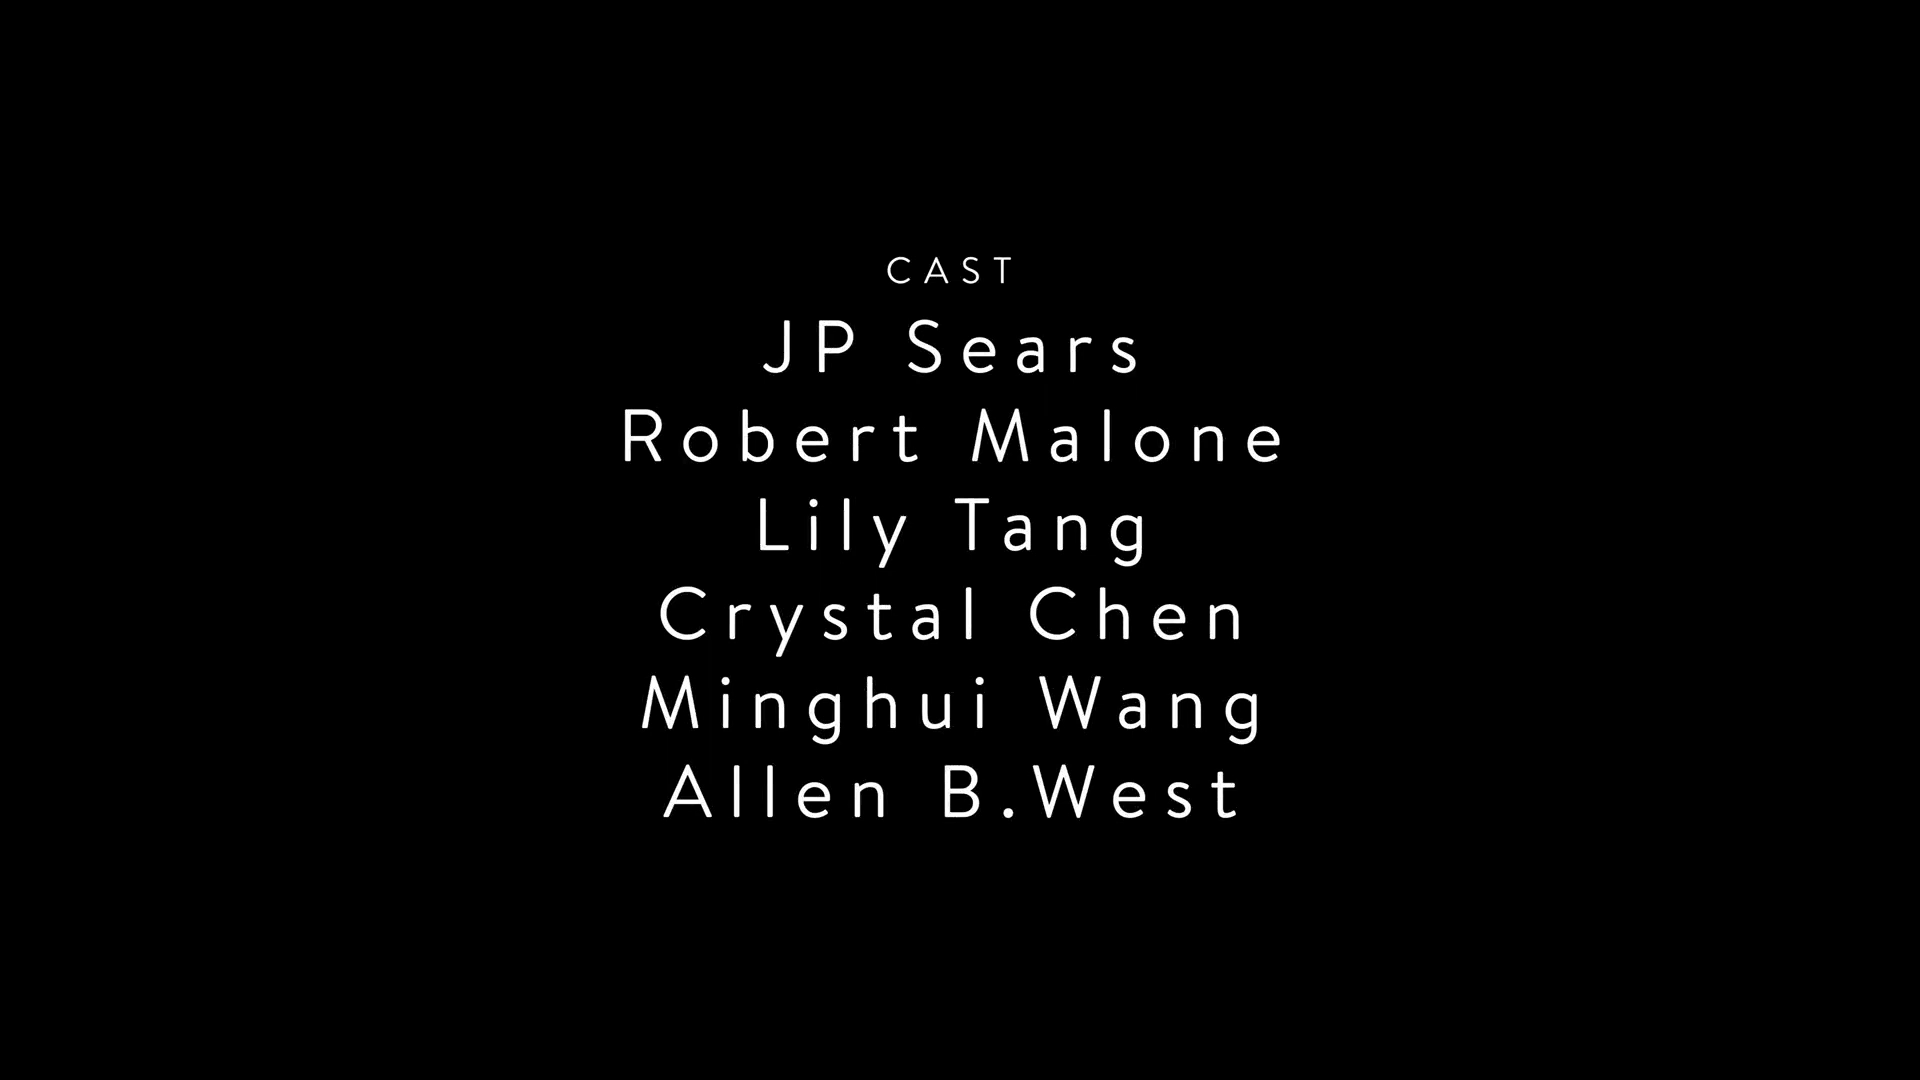 CAST
JP Sears
Robert Malone
Lily Tang
Crystal Chen
Minghui Wang
Allen B.West